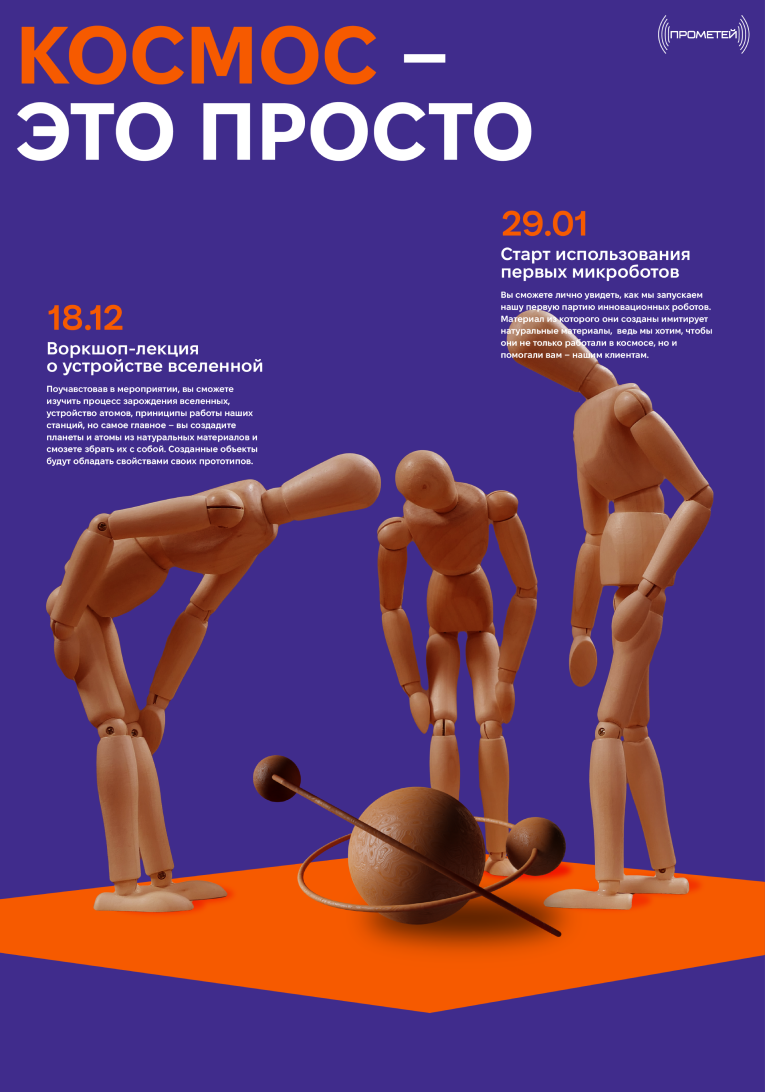 КОСМОС –
ЭТО ПРОСТО
ПРОМЕТЕЙ
29.01
Старт использования
первых микроботов
Вы сможете лично увидеть, как мы запускаем
нашу первую партию инновационных роботов.
Материал из которого они созданы имитирует
натуральные материалы, ведь мы хотим, чтобы
они не только работали в космосе, но и
помогали вам – нашим клиентам.
18.12
Воркшоп-лекция
о устройстве вселенной
Поучавстовав в мероприятии, вы сможете
изучить процесс зарождения вселенных,
устройство атомов, приниципы работы наших
станций, но самое главное – вы создадите
планеты и атомы из натуральных материалов и
смозете збрать их с собой. Созданные объекты
будут обладать свойствами своих прототипов.